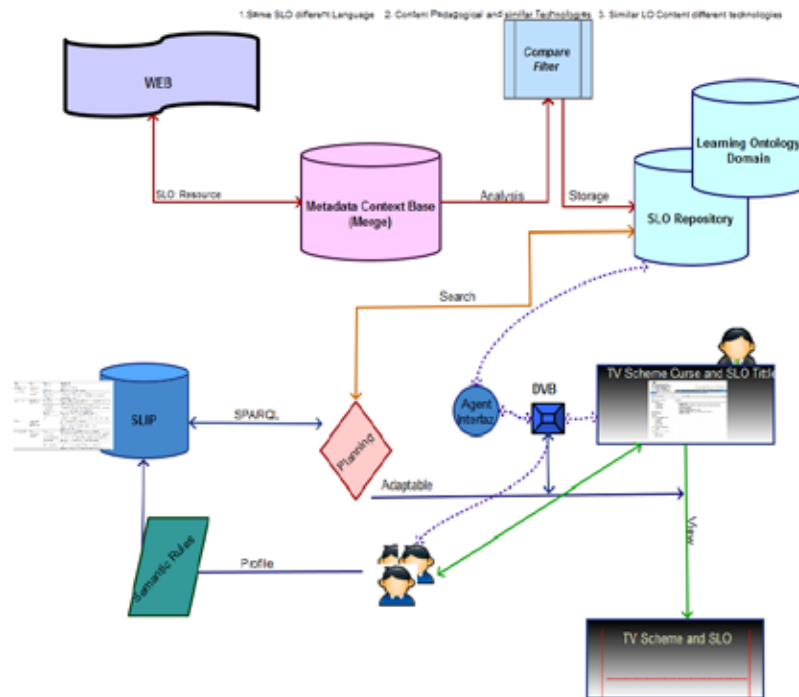 1.Same SLO different Language 2. Content Pedagogical and similar Technologies 3. Similar LO Content different technologies
Compare
Filter
WEB
Learning Ontology
Domain
SLO: Resource
Metadata Context Base
(Merge)
Analysis
Storage
SLO Repository
Search
TV Scheme Curse and SLO Tittle
DVB
SLIP
SPARQL
Agent
Interfaz
Planning
Adaptable
View
Semantic Rules
Profile
TV Scheme and SLO